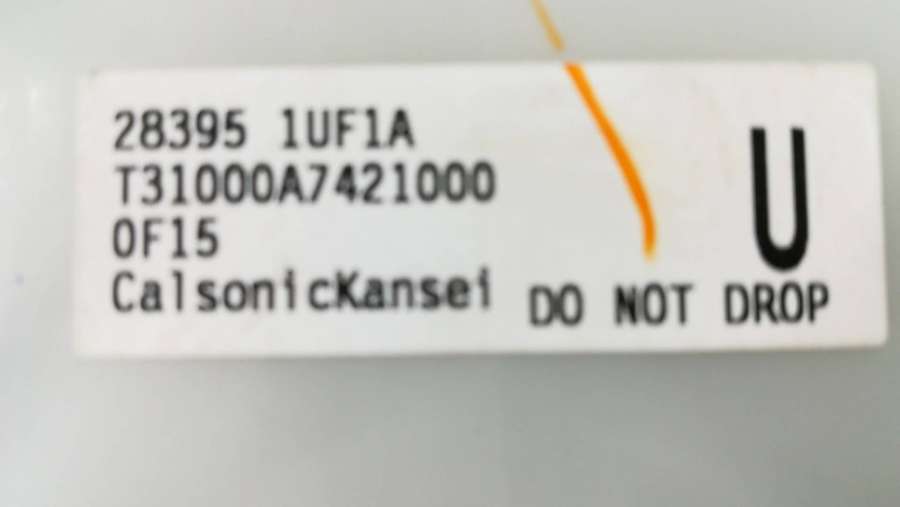 28395 1UF1A
T31000A7421000
0F15
CalsonicKansei
U
DO NOT DROP